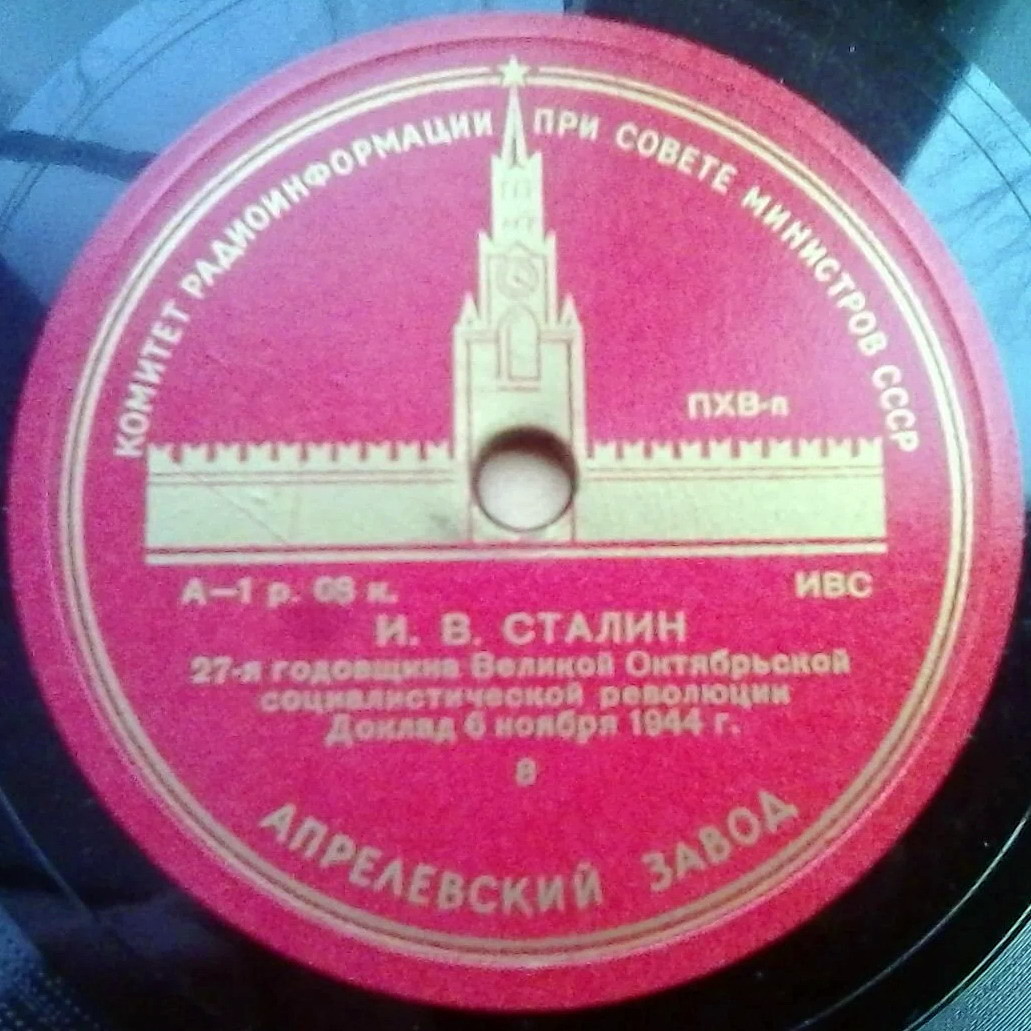 КОМИТЕТ РАДИОИНФОРМАЦИИ ПРИ СОВЕТЕ МИНИСТРОВ СССР
ПХВ-п
А—1 р. 08 к.
ИВС
И. В. СТАЛИН
27-я годовщина Великой Октябрьской
социалистической революции
Доклад 6 ноября 1944 г.
8
АПРЕЛЕВСКИЙ ЗАВОД